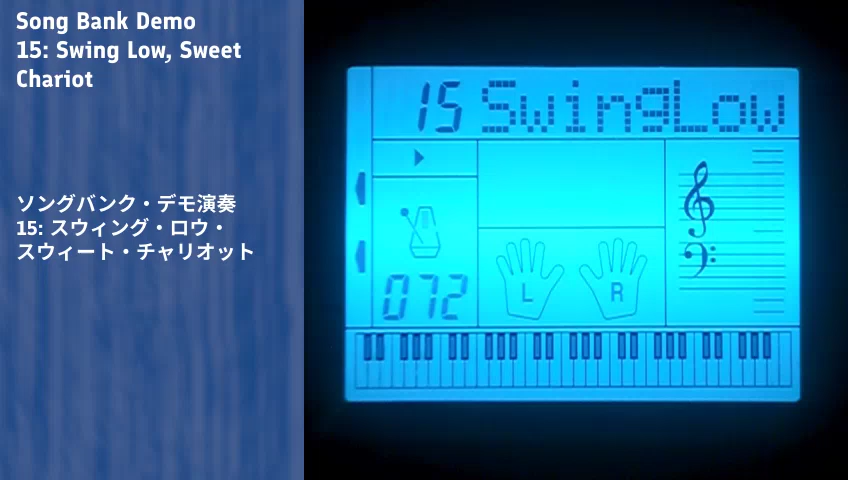 Song Bank Demo
15: Swing Low, Sweet
Chariot
ソングバンク・デモ演奏
15: スウィング・ロウ・
スウィート・チャリオット
15 SwingLow
L R
072